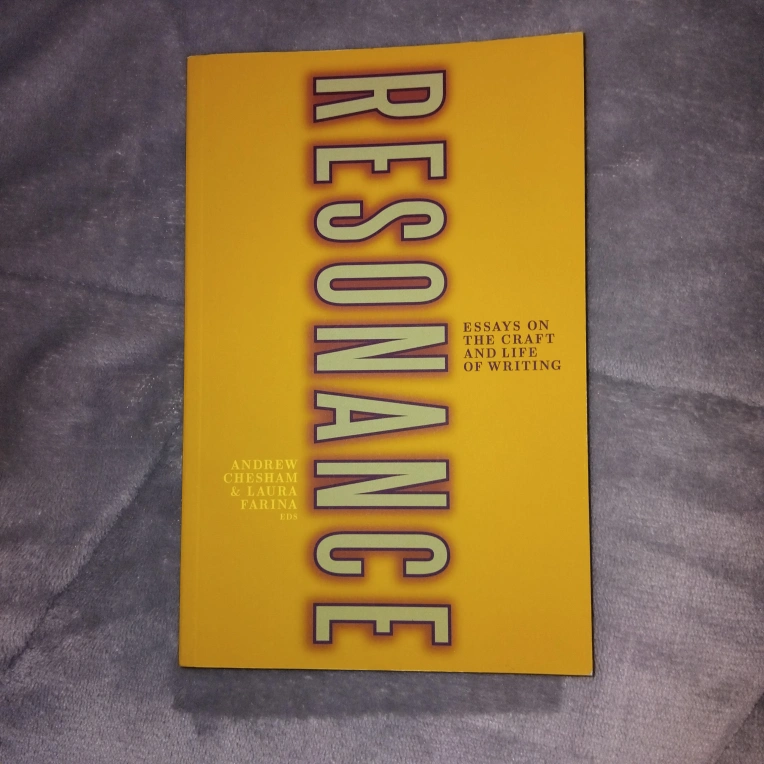 RESONANCE
ESSAYS ON
THE CRAFT
AND LIFE
OF WRITING
ANDREW
CHESHAM
& LAURA
FARINA
EDS